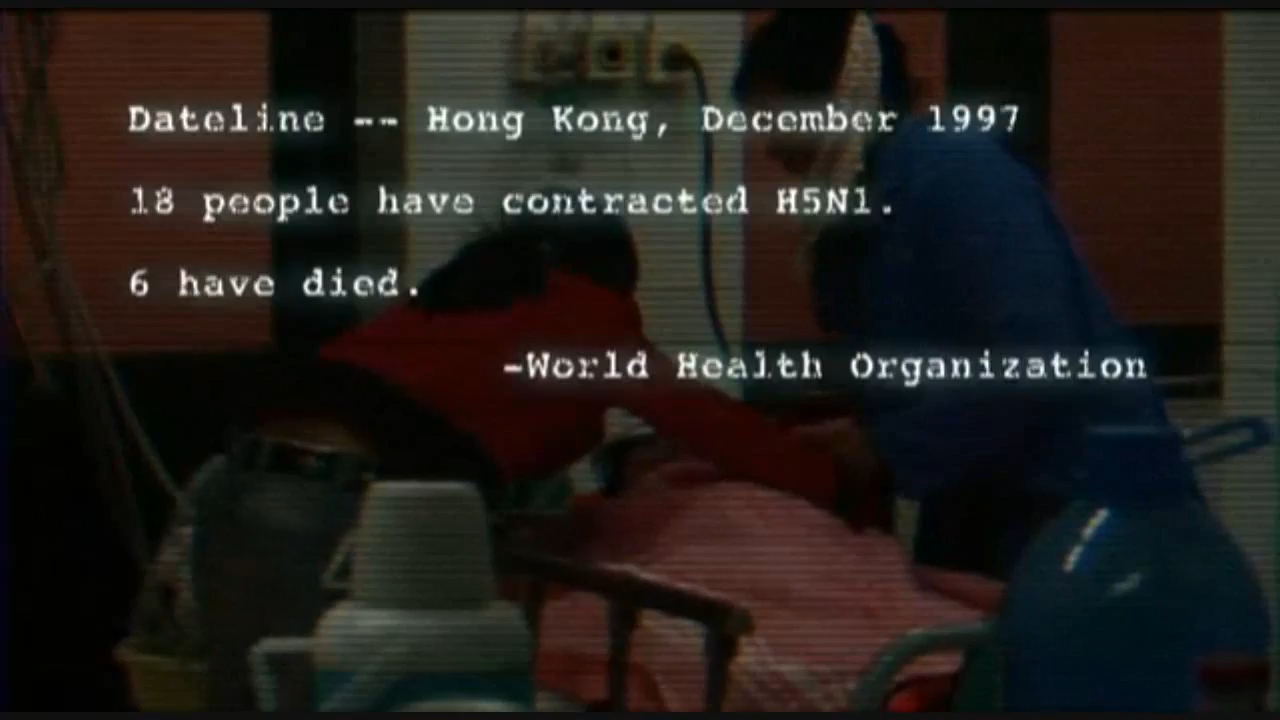 Dateline -- Hong Kong, December 1997
18 people have contracted H5N1.
6 have died.
-World Health Organization